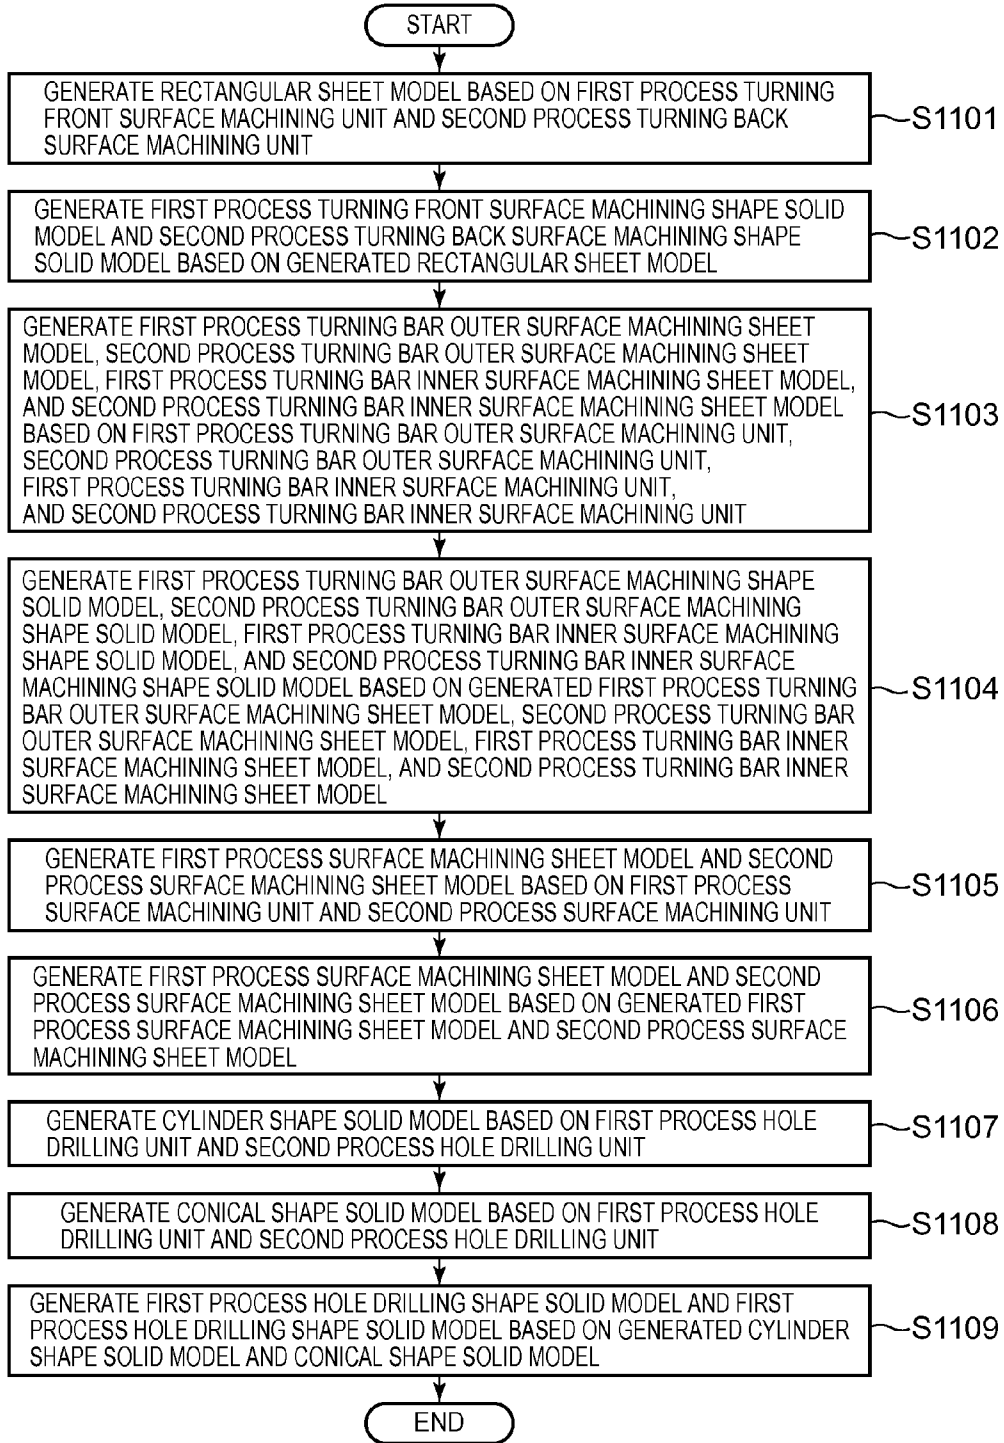 START
GENERATE RECTANGULAR SHEET MODEL BASED ON FIRST PROCESS TURNING
FRONT SURFACE MACHINING UNIT AND SECOND PROCESS TURNING BACK
SURFACE MACHINING UNIT
S1101
GENERATE FIRST PROCESS TURNING FRONT SURFACE MACHINING SHAPE SOLID
MODEL AND SECOND PROCESS TURNING BACK SURFACE MACHINING SHAPE
SOLID MODEL BASED ON GENERATED RECTANGULAR SHEET MODEL
S1102
GENERATE FIRST PROCESS TURNING BAR OUTER SURFACE MACHINING SHEET
MODEL, SECOND PROCESS TURNING BAR OUTER SURFACE MACHINING SHEET
MODEL, FIRST PROCESS TURNING BAR INNER SURFACE MACHINING SHEET MODEL,
AND SECOND PROCESS TURNING BAR INNER SURFACE MACHINING SHEET MODEL
BASED ON FIRST PROCESS TURNING BAR OUTER SURFACE MACHINING UNIT,
SECOND PROCESS TURNING BAR OUTER SURFACE MACHINING UNIT,
FIRST PROCESS TURNING BAR INNER SURFACE MACHINING UNIT,
AND SECOND PROCESS TURNING BAR INNER SURFACE MACHINING UNIT
S1103
GENERATE FIRST PROCESS TURNING BAR OUTER SURFACE MACHINING SHAPE
SOLID MODEL, SECOND PROCESS TURNING BAR OUTER SURFACE MACHINING
SHAPE SOLID MODEL, FIRST PROCESS TURNING BAR INNER SURFACE MACHINING
SHAPE SOLID MODEL, AND SECOND PROCESS TURNING BAR INNER SURFACE
MACHINING SHAPE SOLID MODEL BASED ON GENERATED FIRST PROCESS TURNING
BAR OUTER SURFACE MACHINING SHEET MODEL, SECOND PROCESS TURNING BAR
OUTER SURFACE MACHINING SHEET MODEL, FIRST PROCESS TURNING BAR INNER
SURFACE MACHINING SHEET MODEL, AND SECOND PROCESS TURNING BAR INNER
SURFACE MACHINING SHEET MODEL
S1104
GENERATE FIRST PROCESS SURFACE MACHINING SHEET MODEL AND SECOND
PROCESS SURFACE MACHINING SHEET MODEL BASED ON FIRST PROCESS
SURFACE MACHINING UNIT AND SECOND PROCESS SURFACE MACHINING UNIT
S1105
GENERATE FIRST PROCESS SURFACE MACHINING SHEET MODEL AND SECOND
PROCESS SURFACE MACHINING SHEET MODEL BASED ON GENERATED FIRST
PROCESS SURFACE MACHINING SHEET MODEL AND SECOND PROCESS SURFACE
MACHINING SHEET MODEL
S1106
GENERATE CYLINDER SHAPE SOLID MODEL BASED ON FIRST PROCESS HOLE
DRILLING UNIT AND SECOND PROCESS HOLE DRILLING UNIT
S1107
GENERATE CONICAL SHAPE SOLID MODEL BASED ON FIRST PROCESS HOLE
DRILLING UNIT AND SECOND PROCESS HOLE DRILLING UNIT
S1108
GENERATE FIRST PROCESS HOLE DRILLING SHAPE SOLID MODEL AND FIRST
PROCESS HOLE DRILLING SHAPE SOLID MODEL BASED ON GENERATED CYLINDER
SHAPE SOLID MODEL AND CONICAL SHAPE SOLID MODEL
S1109
END